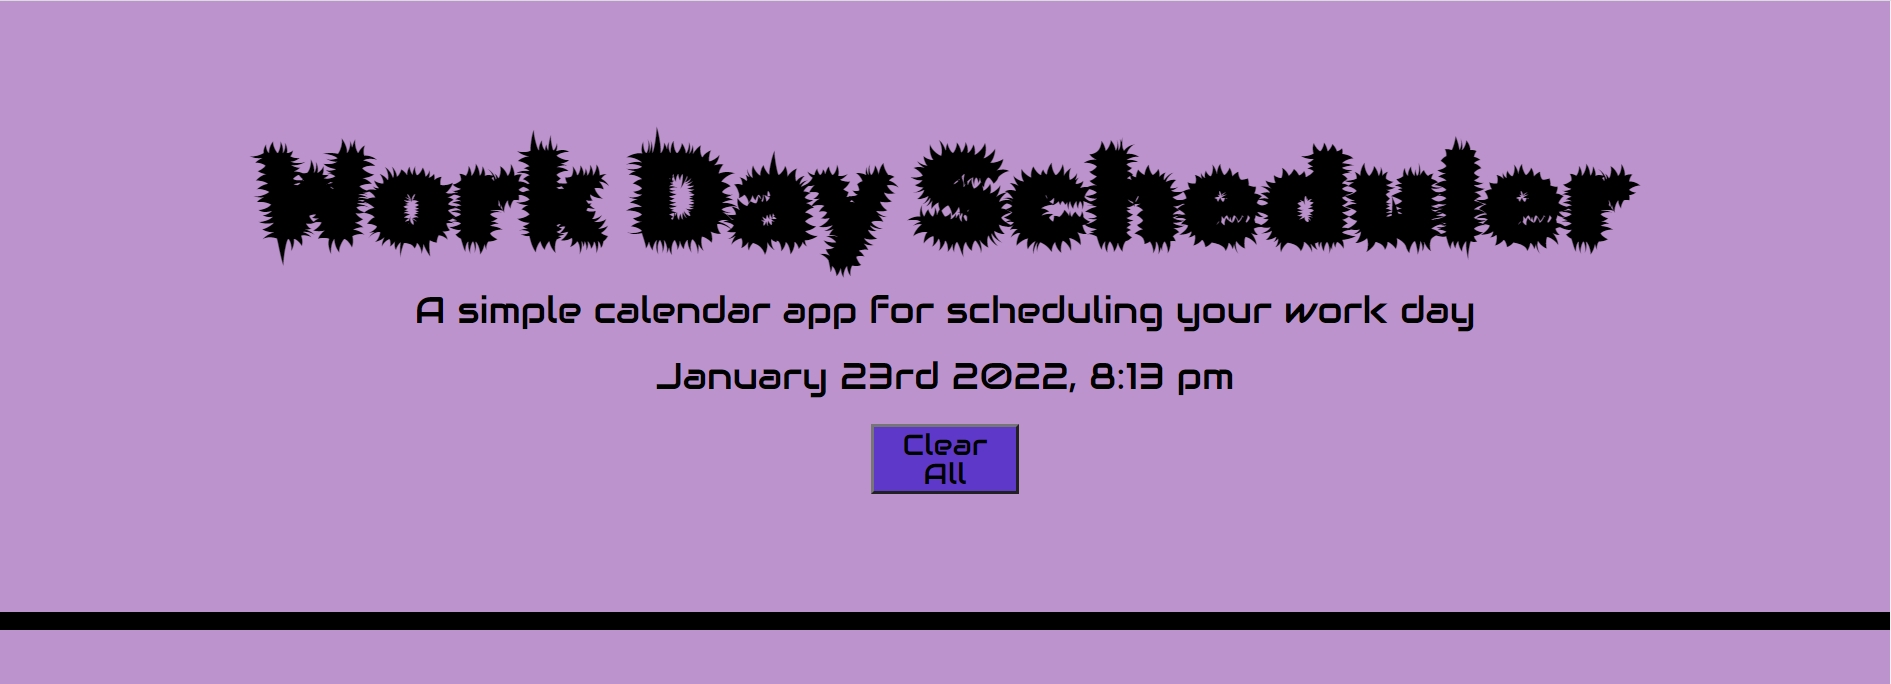 Work Day Scheduler
A simple calendar app for scheduling your work day
January 23rd 2022, 8:13 pm
Clear
All